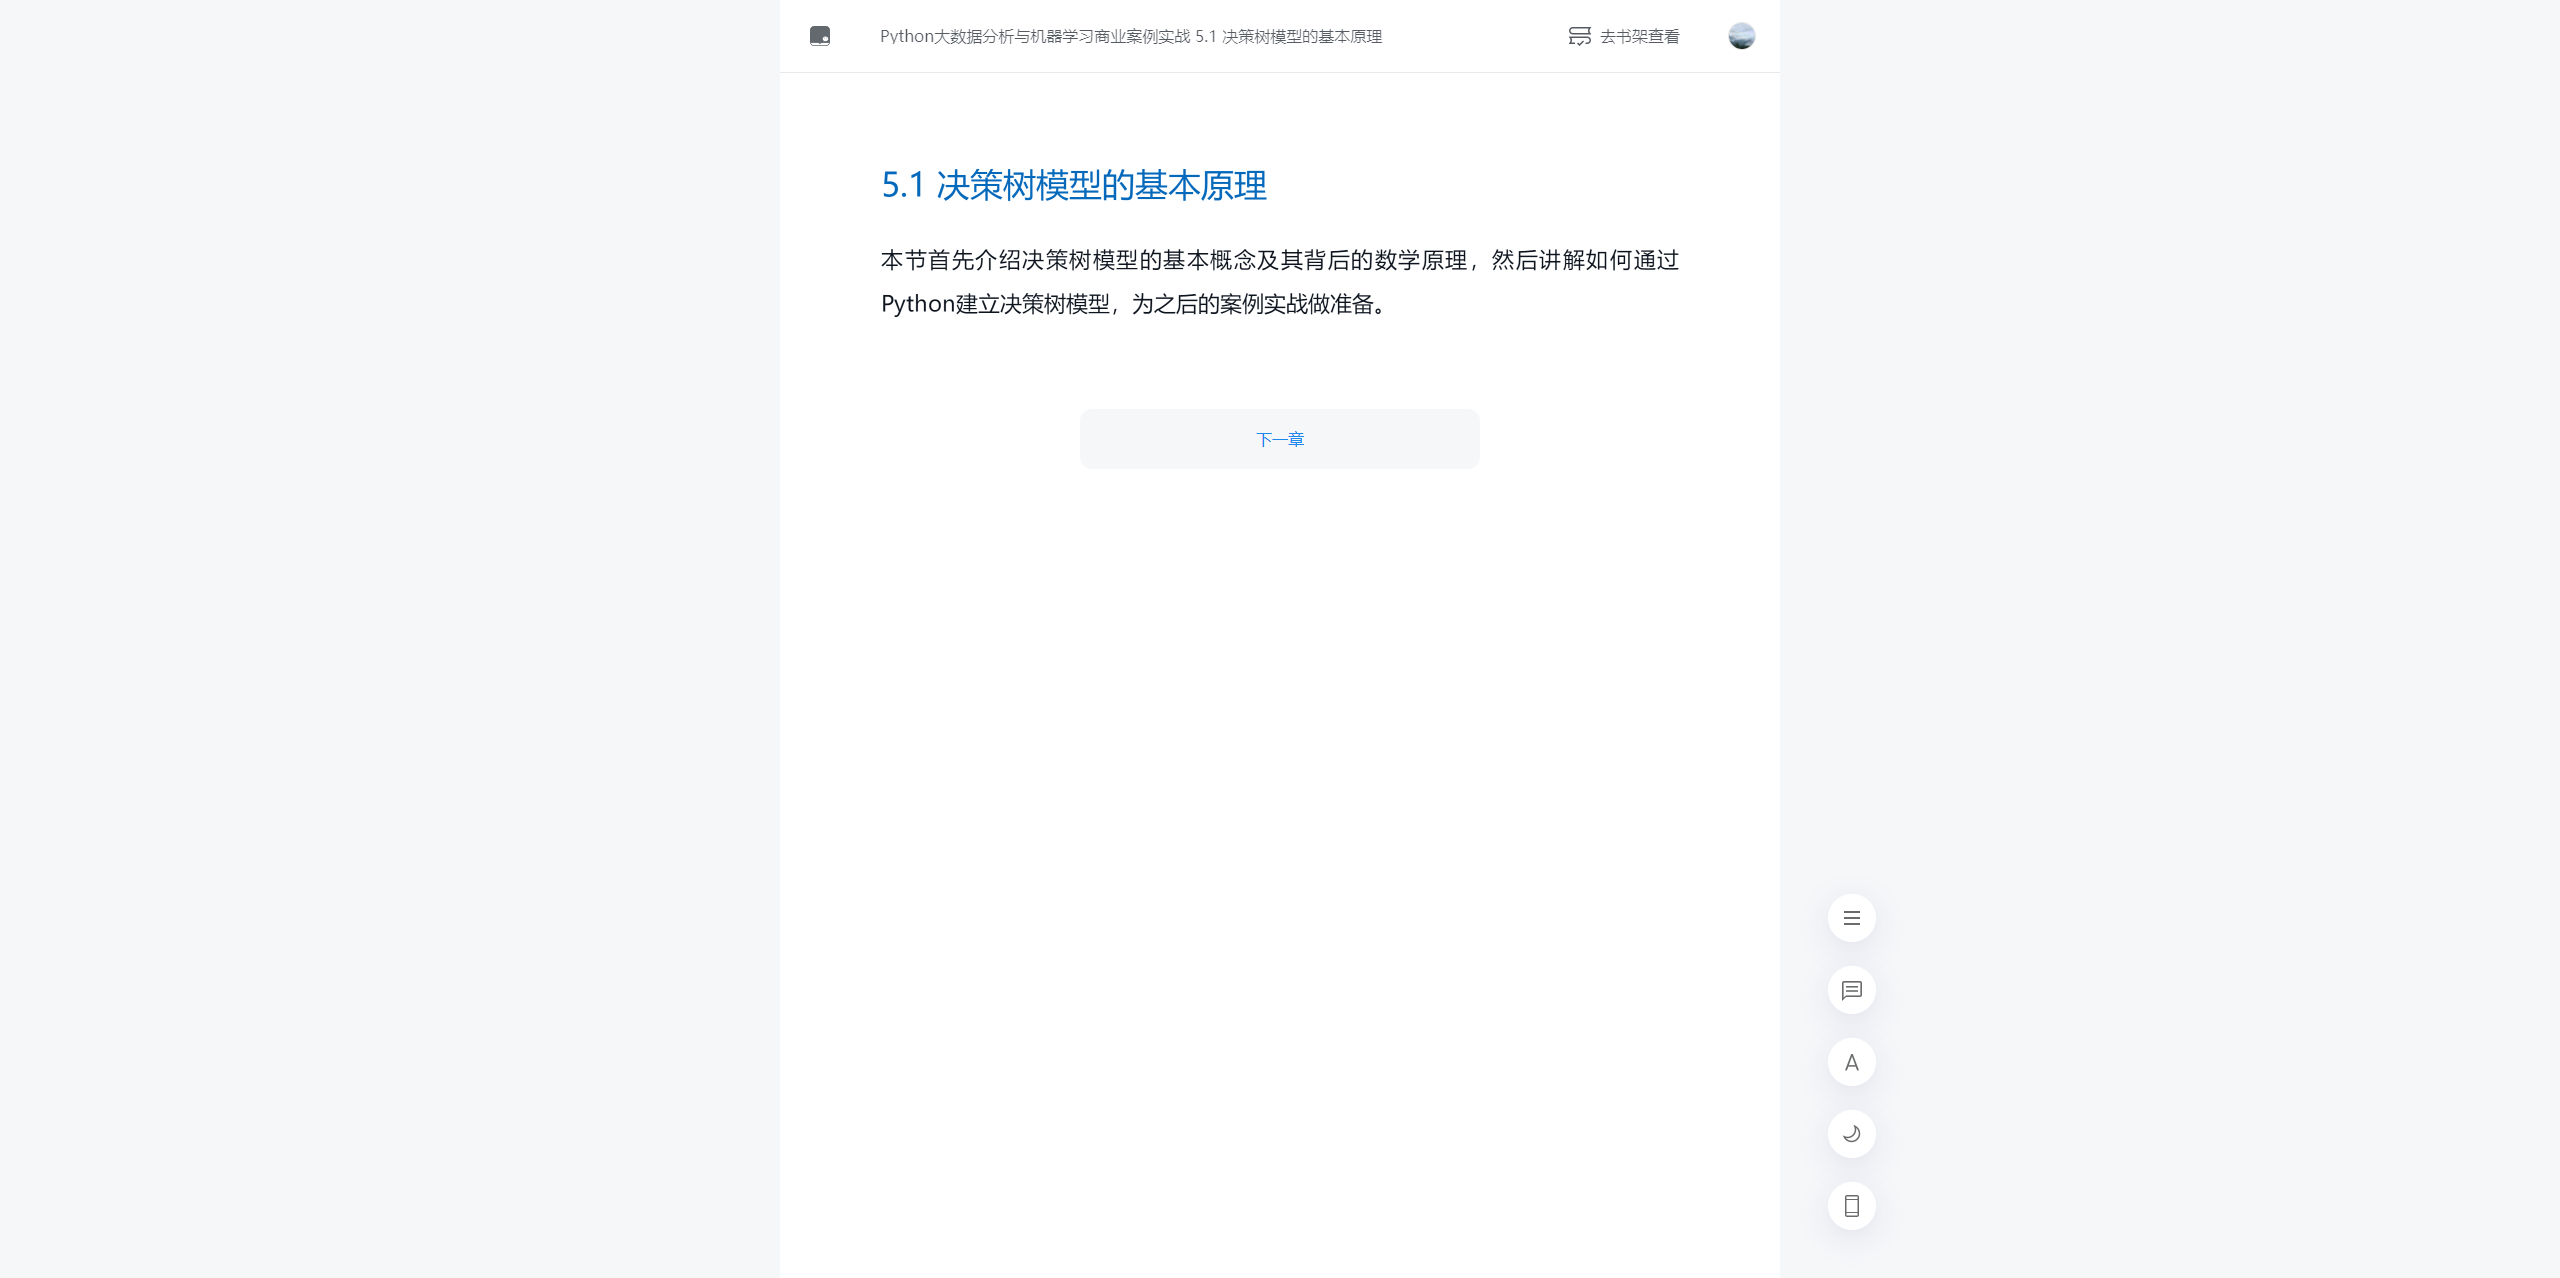 Python大数据分析与机器学习商业案例实战 5.1 决策树模型的基本原理
去书架查看
5.1 决策树模型的基本原理
本节首先介绍决策树模型的基本概念及其背后的数学原理，然后讲解如何通过
Python建立决策树模型，为之后的案例实战做准备。
下一章